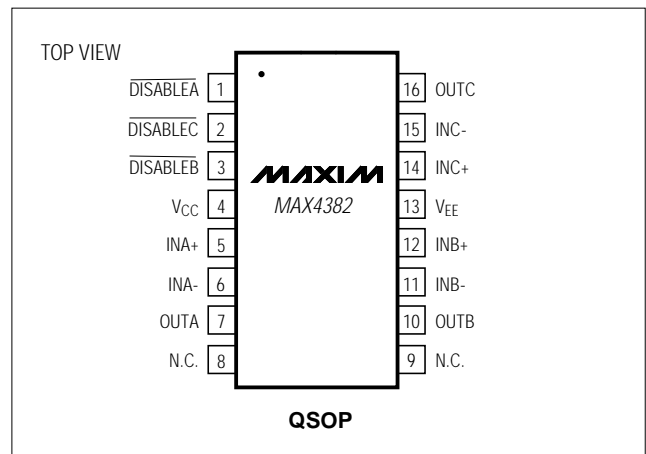 TOP VIEW
DISABLEA 1
DISABLEC 2
DISABLEB 3
VCC 4
INA+ 5
INA- 6
OUTA 7
N.C. 8
MAXIM
MAX4382
16 OUTC
15 INC-
14 INC+
13 VEE
12 INB+
11 INB-
10 OUTB
9 N.C.
QSOP